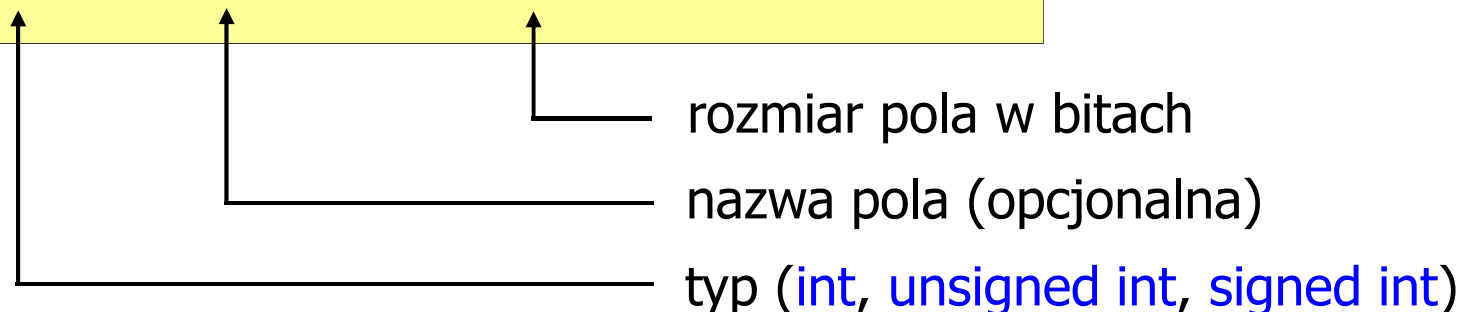 rozmiar pola w bitach
nazwa pola (opcjonalna)
typ (int, unsigned int, signed int)